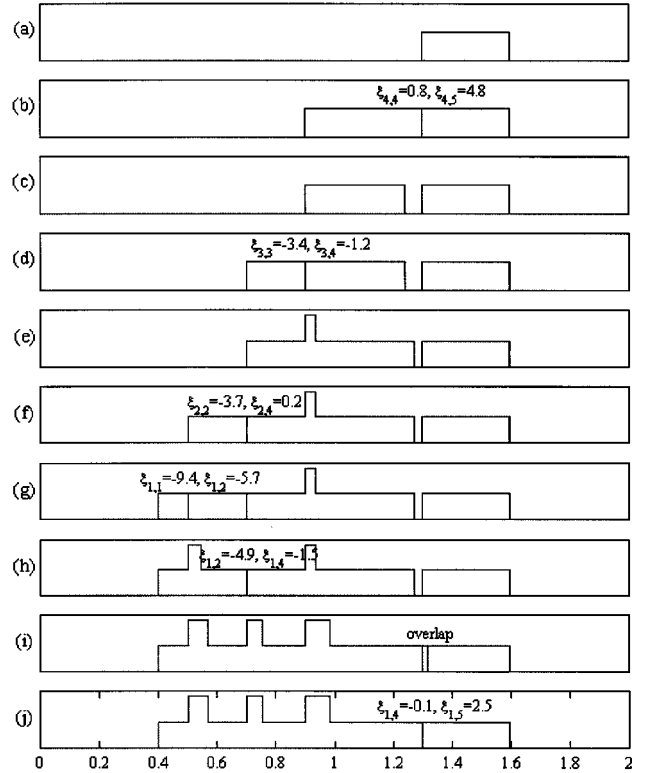 (a)
(b) ξ4,4=0.8, ξ4,5=4.8
(c)
(d) ξ3,3=-3.4, ξ3,4=-1.2
(e)
(f) ξ2,2=-3.7, ξ2,4=0.2
(g) ξ1,1=-9.4, ξ1,2=-5.7
(h) ξ1,2=-4.9, ξ1,4=-1.5
(i) overlap
(j) ξ1,4=-0.1, ξ1,5=2.5
0 0.2 0.4 0.6 0.8 1 1.2 1.4 1.6 1.8 2